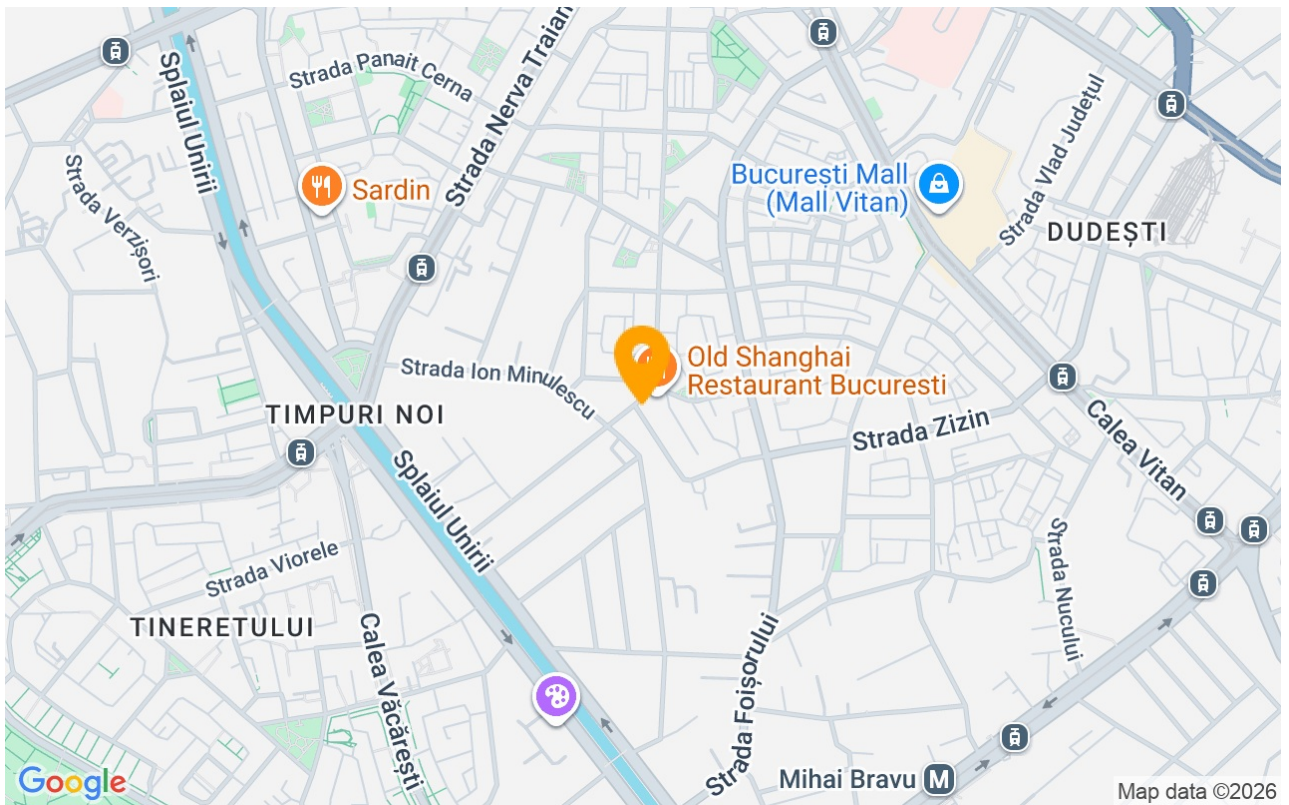 Strada Panait Cerna
Strada Nerva Traian
Splaiul Unirii
Strada Verzișori
Sardin
București Mall
(Mall Vitan)
Strada Vlad Județul
DUDEȘTI
Old Shanghai
Restaurant Bucuresti
Strada Ion Minulescu
TIMPURI NOI
Strada Zizin
Calea Vitan
Splaiul Unirii
Strada Viorele
TINERETULUI
Calea Văcărești
Strada Nucului
Strada Foișorului
Mihai Bravu M
Google
Map data ©2026